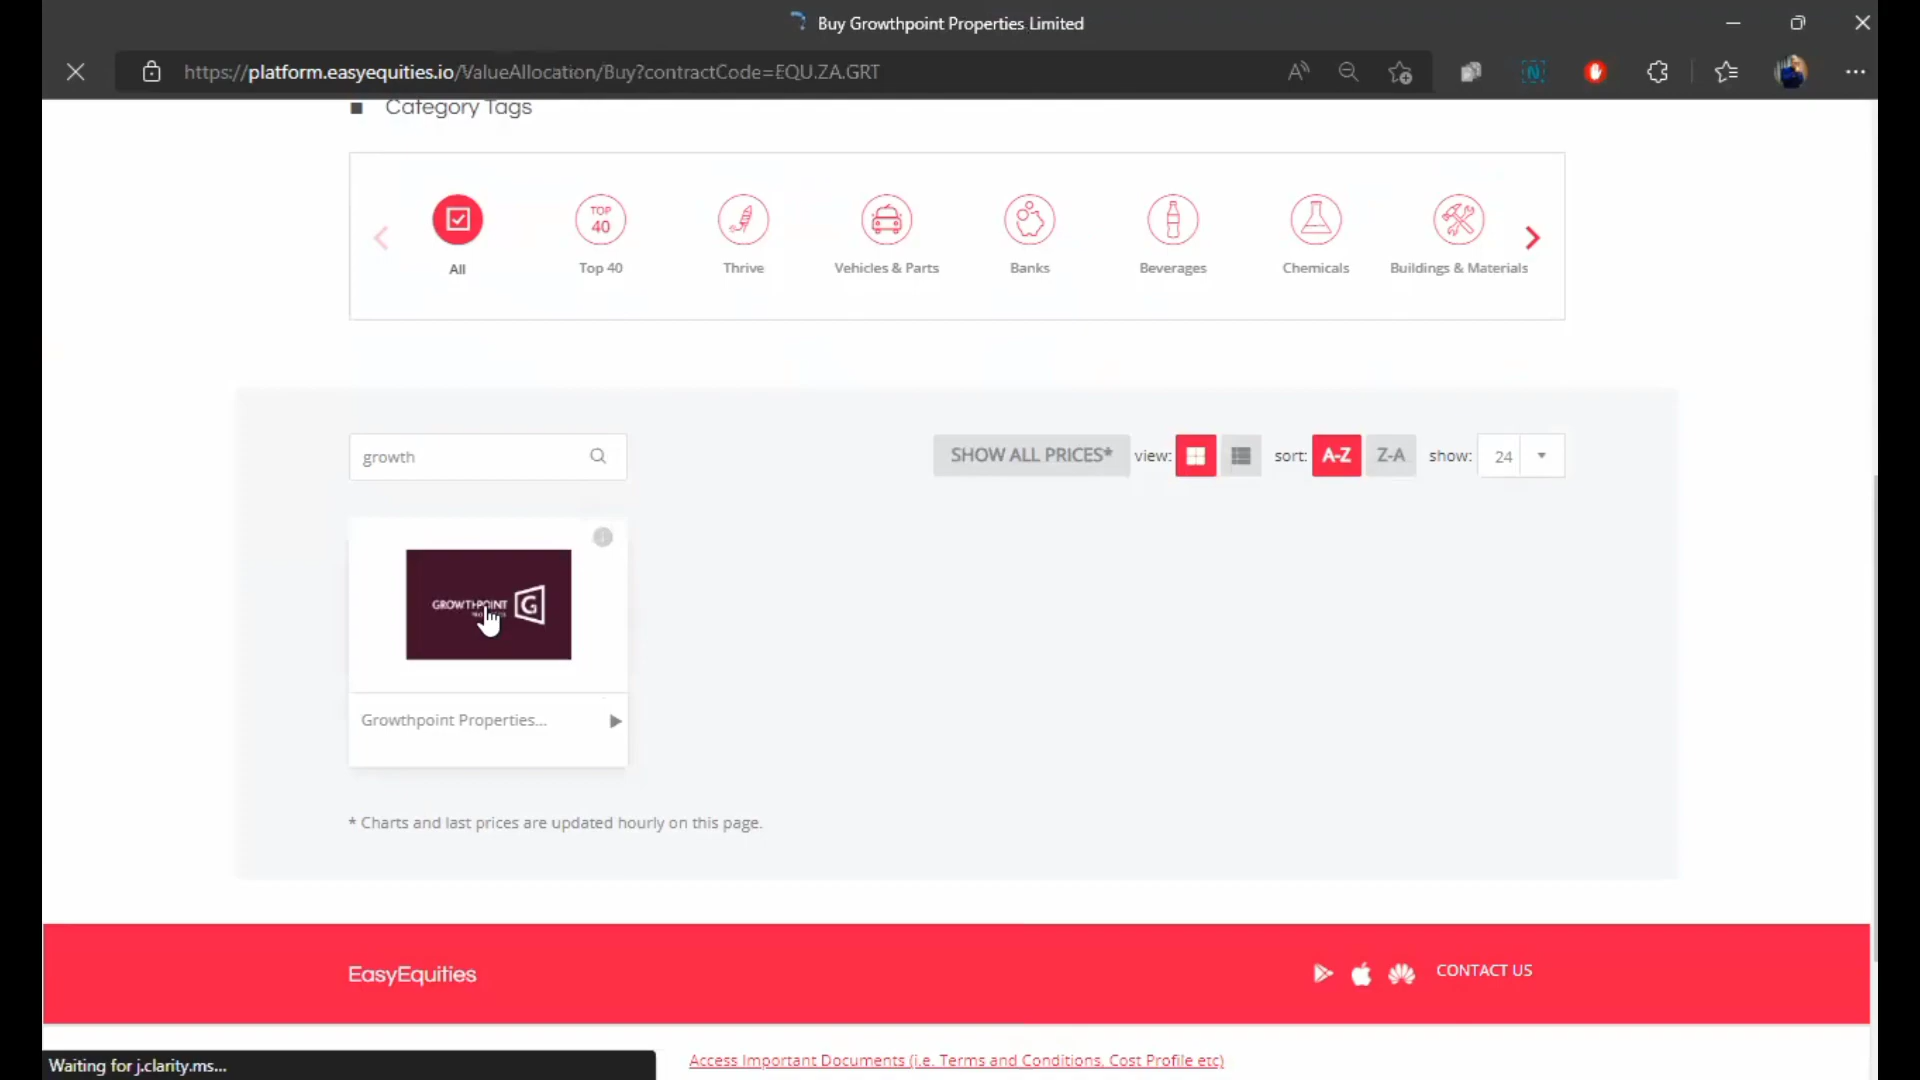 Buy Growthpoint Properties Limited
https://platform.easyequities.io/ValueAllocation/Buy?contractCode=EQU.ZA.GRT
Category Tags
TOP
40
All
Top 40
Thrive
Vehicles & Parts
Banks
Beverages
Chemicals
Buildings & Materials
growth
SHOW ALL PRICES*
view:
sort:
A-Z
Z-A
show:
24
GROWTHPOINT
G
Growthpoint Properties...
* Charts and last prices are updated hourly on this page.
EasyEquities
CONTACT US
Waiting for j.clarity.ms...
Access Important Documents (i.e. Terms and Conditions, Cost Profile etc)